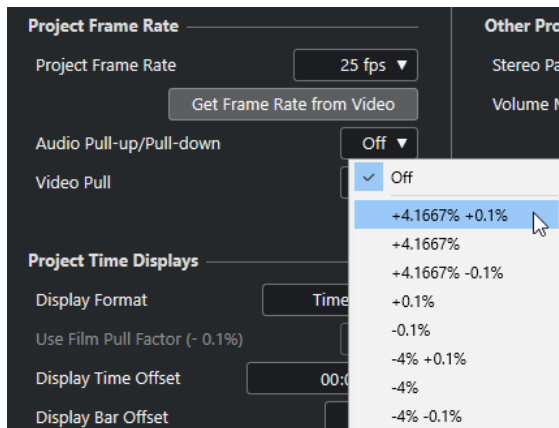 Project Frame Rate
Other Pro
Project Frame Rate
25 fps
Stereo Pa
Get Frame Rate from Video
Volume
Audio Pull-up/Pull-down
Off
Video Pull
Off
+4.1667% +0.1%
+4.1667%
Project Time Displays
+4.1667% -0.1%
Display Format
Time
+0.1%
Use Film Pull Factor (- 0.1%)
-0.1%
-4% +0.1%
Display Time Offset
00:
-4%
Display Bar Offset
-4% -0.1%